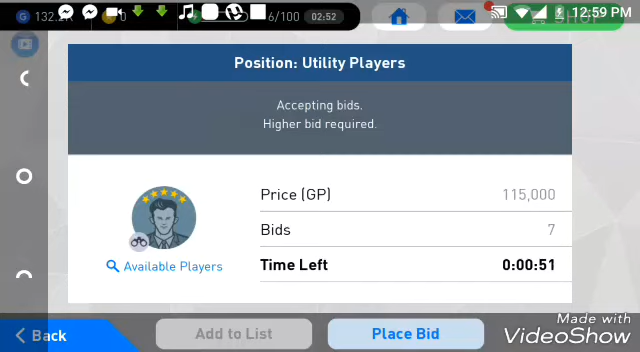 132.2
0
6/100
02:52
12:59 PM
Position: Utility Players
Accepting bids.
Higher bid required.
Price (GP) 115,000
Bids 7
Available Players
Time Left 0:00:51
Back
Add to List
Place Bid
Made with
VideoShow